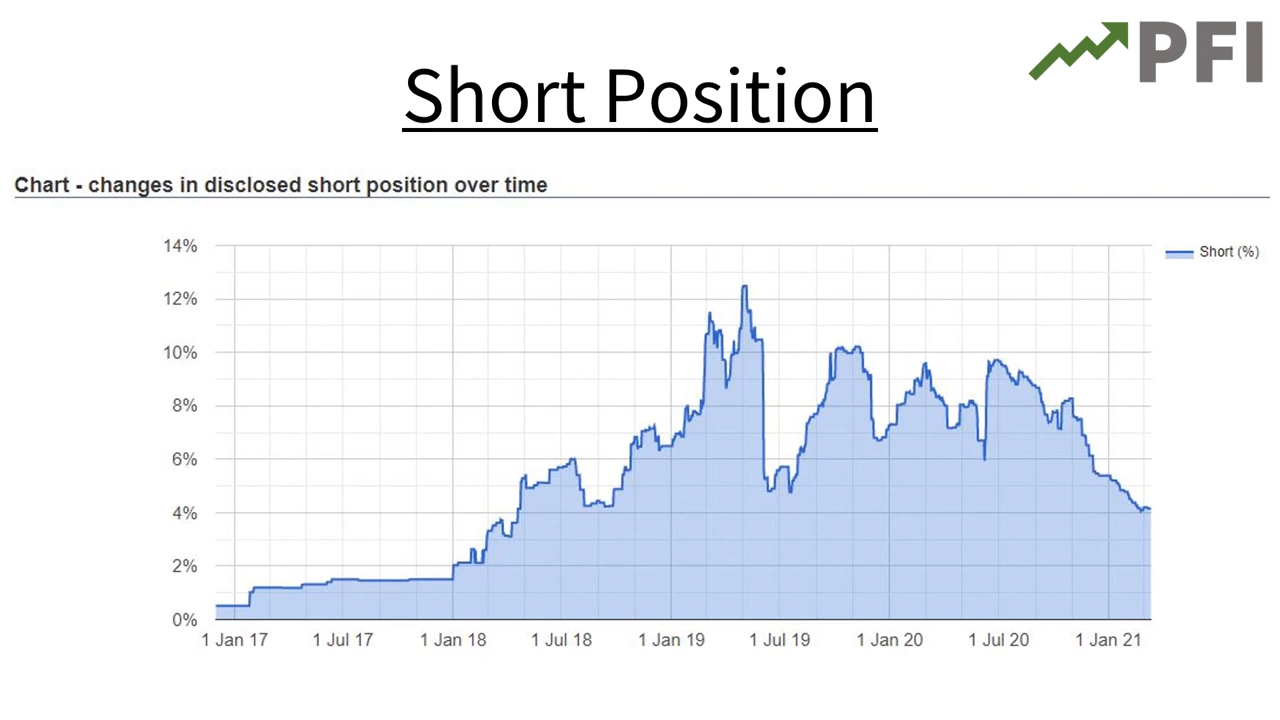 PFI
Short Position
Chart - changes in disclosed short position over time
14%
Short (%)
12%
10%
8%
6%
4%
2%
0%
1 Jan 17 1 Jul 17 1 Jan 18 1 Jul 18 1 Jan 19 1 Jul 19 1 Jan 20 1 Jul 20 1 Jan 21